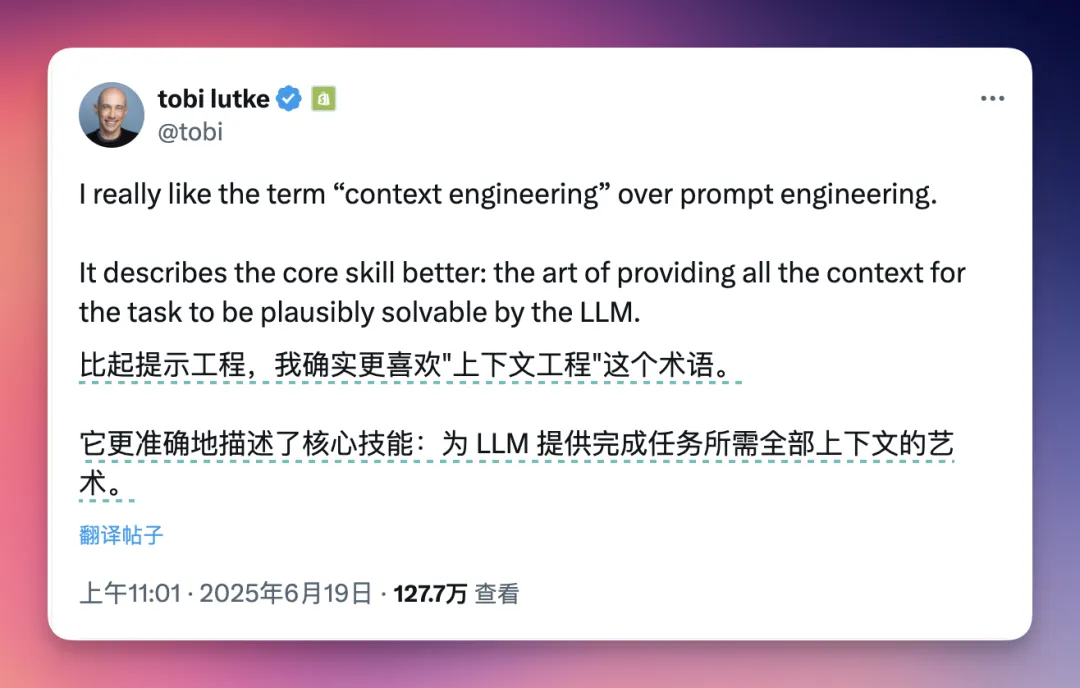 tobi lutke
@tobi
I really like the term “context engineering” over prompt engineering.
It describes the core skill better: the art of providing all the context for
the task to be plausibly solvable by the LLM.
比起提示工程，我确实更喜欢"上下文工程"这个术语。
它更准确地描述了核心技能：为 LLM 提供完成任务所需全部上下文的艺
术。
翻译帖子
上午11:01 · 2025年6月19日 · 127.7万 查看